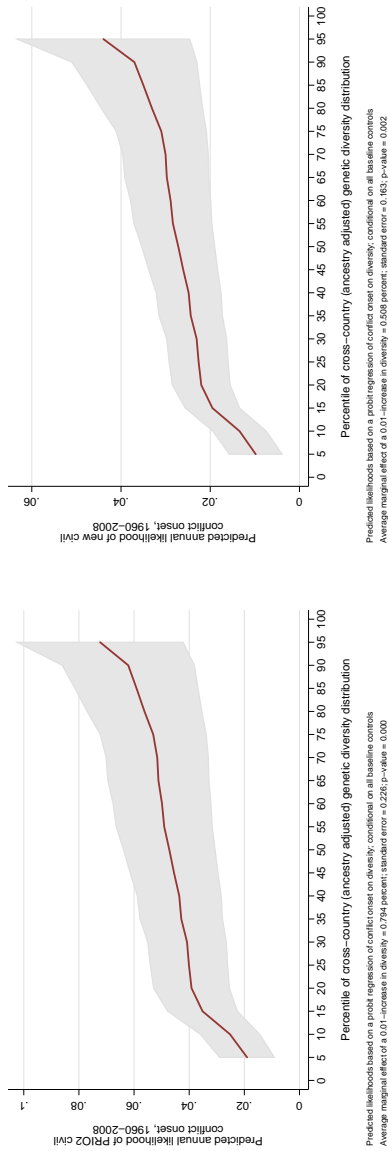 Predicted annual likelihood of PRIO2 civil
conflict onset, 1960−2008
.1
.08
.06
.04
.02
0
0 5 10 15 20 25 30 35 40 45 50 55 60 65 70 75 80 85 90 95 100
Percentile of cross−country (ancestry adjusted) genetic diversity distribution
Predicted likelihoods based on a probit regression of conflict onset on diversity; conditional on all baseline controls
Average marginal effect of a 0.01−increase in diversity = 0.794 percent; standard error = 0.226; p−value = 0.000
Predicted annual likelihood of new civil
conflict onset, 1960−2008
.06
.04
.02
0
0 5 10 15 20 25 30 35 40 45 50 55 60 65 70 75 80 85 90 95 100
Percentile of cross−country (ancestry adjusted) genetic diversity distribution
Predicted likelihoods based on a probit regression of conflict onset on diversity; conditional on all baseline controls
Average marginal effect of a 0.01−increase in diversity = 0.508 percent; standard error = 0.163; p−value = 0.002